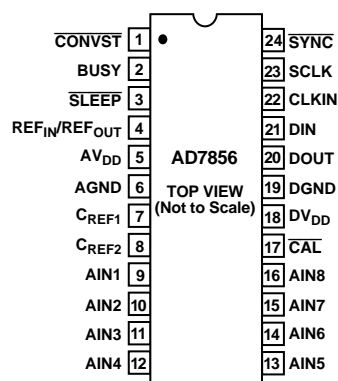 CONVST 1
BUSY 2
SLEEP 3
REFIN/REFOUT 4
AVDD 5
AGND 6
CREF1 7
CREF2 8
AIN1 9
AIN2 10
AIN3 11
AIN4 12
AD7856
TOP VIEW
(Not to Scale)
24 SYNC
23 SCLK
22 CLKIN
21 DIN
20 DOUT
19 DGND
18 DVDD
17 CAL
16 AIN8
15 AIN7
14 AIN6
13 AIN5